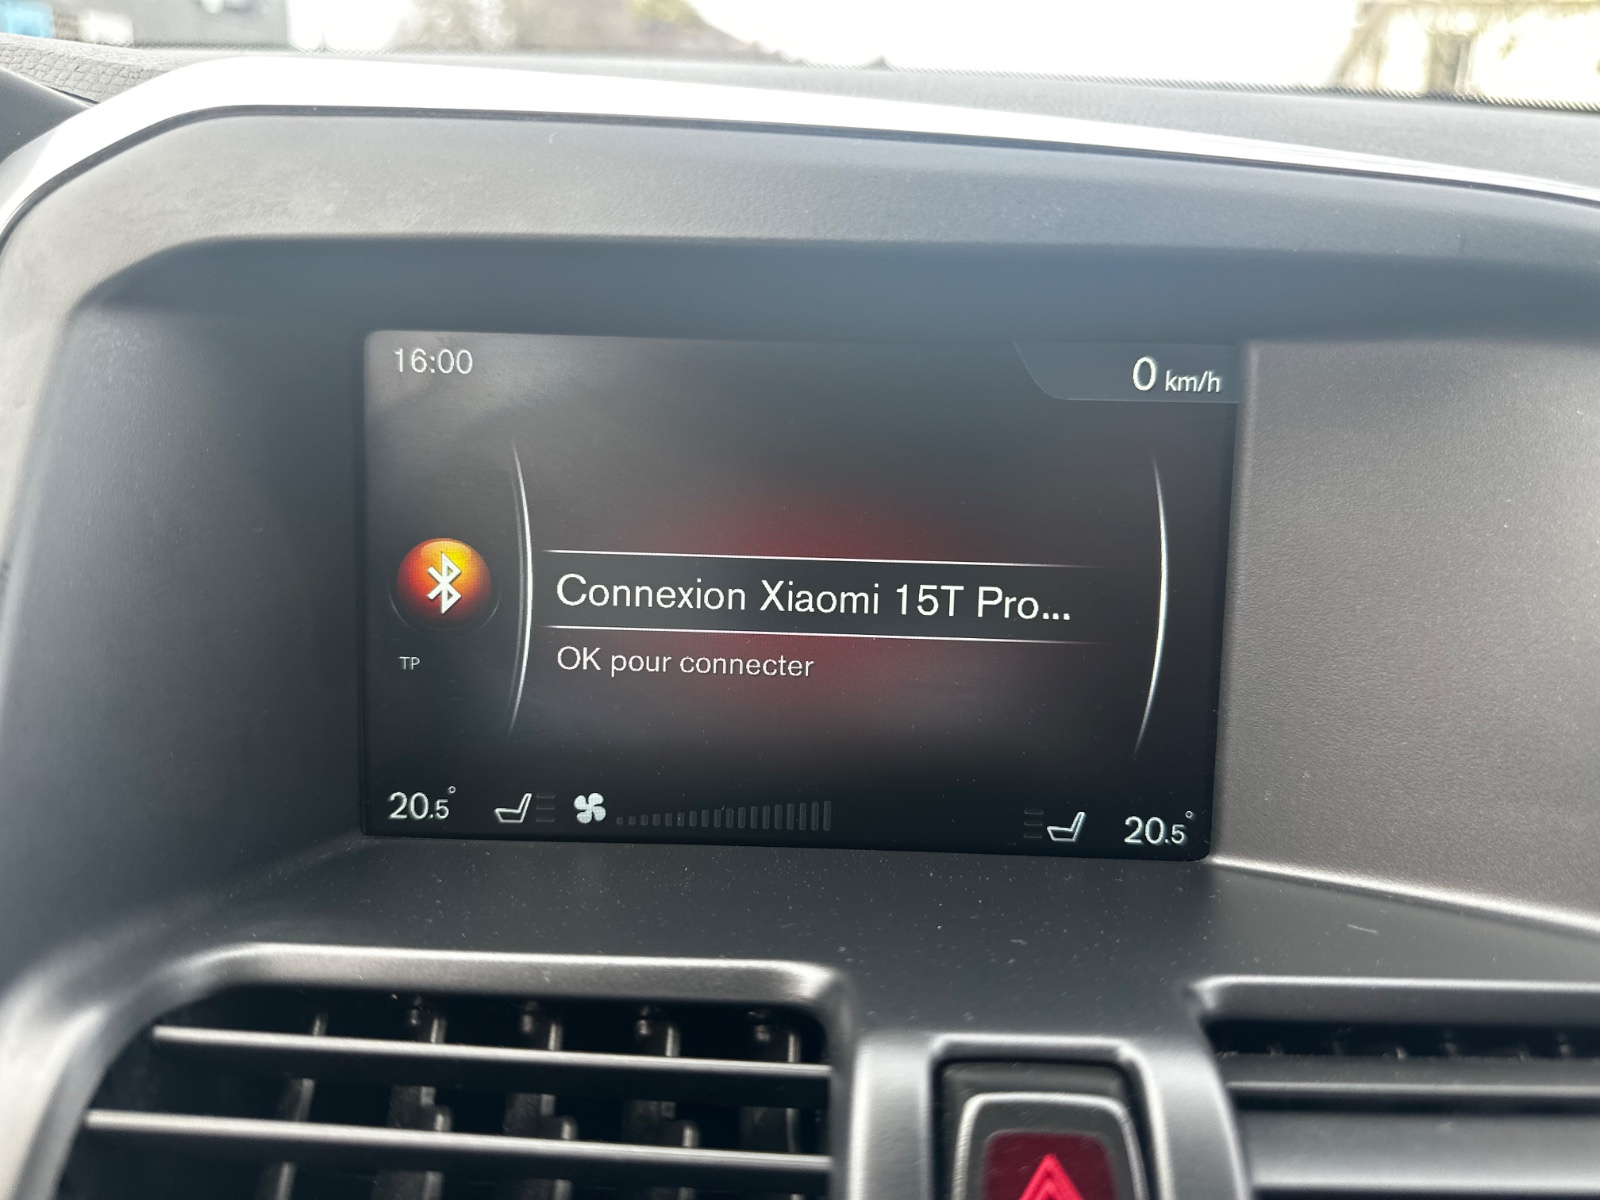 16:00
0 km/h
Connexion Xiaomi 15T Pro...
OK pour connecter
TP
20.5°
20.5°